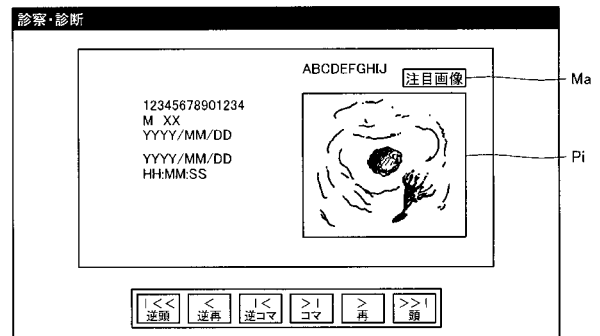 診察・診断
ABCDEFGHIJ
注目画像
Ma
12345678901234
M XX
YYYY/MM/DD
YYYY/MM/DD
HH:MM:SS
Pi
|<< < |< >| > >>|
逆頭 逆再 逆コマ コマ 再 頭